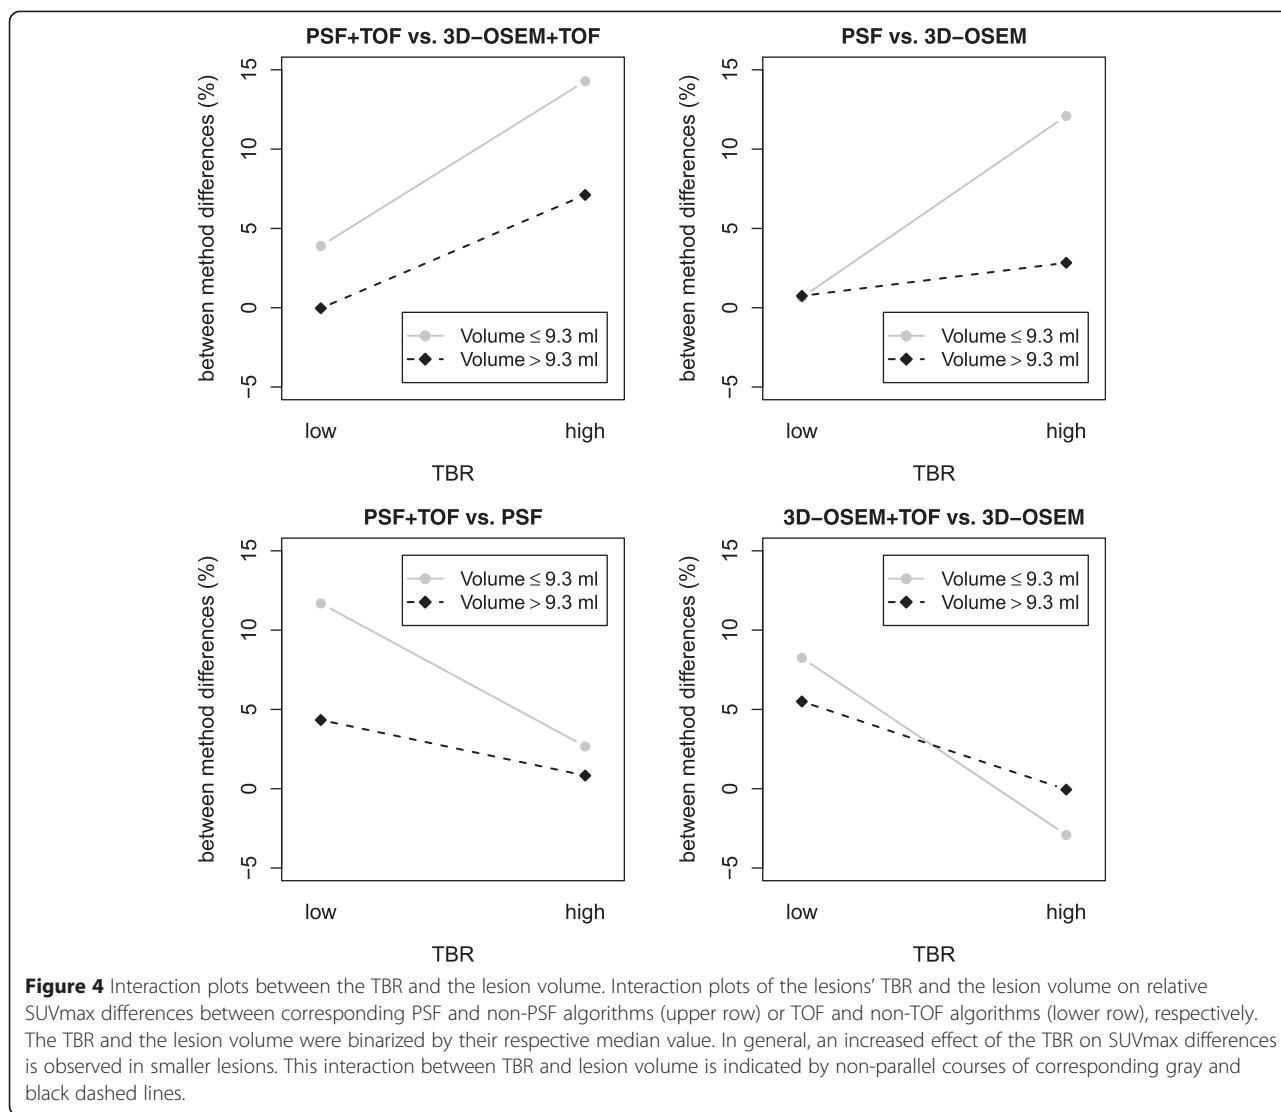 PSF+TOF vs. 3D−OSEM+TOF
between method differences (%)
15
10
5
0
−5
Volume ≤ 9.3 ml
Volume > 9.3 ml
low high
TBR
PSF vs. 3D−OSEM
between method differences (%)
15
10
5
0
−5
Volume ≤ 9.3 ml
Volume > 9.3 ml
low high
TBR
PSF+TOF vs. PSF
between method differences (%)
15
10
5
0
−5
Volume ≤ 9.3 ml
Volume > 9.3 ml
low high
TBR
3D−OSEM+TOF vs. 3D−OSEM
between method differences (%)
15
10
5
0
−5
Volume ≤ 9.3 ml
Volume > 9.3 ml
low high
TBR
Figure 4 Interaction plots between the TBR and the lesion volume. Interaction plots of the lesions’ TBR and the lesion volume on relative
SUVmax differences between corresponding PSF and non-PSF algorithms (upper row) or TOF and non-TOF algorithms (lower row), respectively.
The TBR and the lesion volume were binarized by their respective median value. In general, an increased effect of the TBR on SUVmax differences
is observed in smaller lesions. This interaction between TBR and lesion volume is indicated by non-parallel courses of corresponding gray and
black dashed lines.